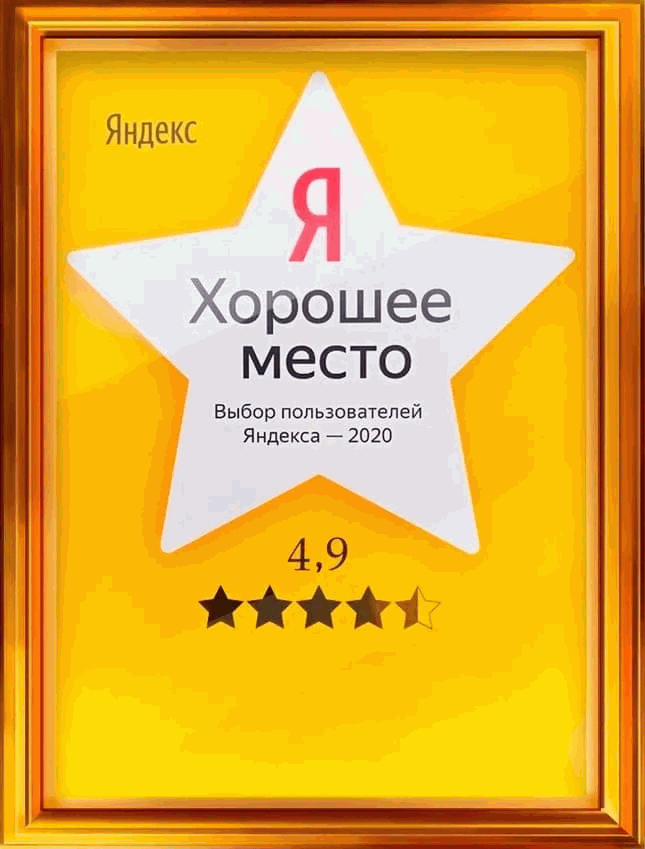 Яндекс
Я
Хорошее
место
Выбор пользователей
Яндекса — 2020
4,9